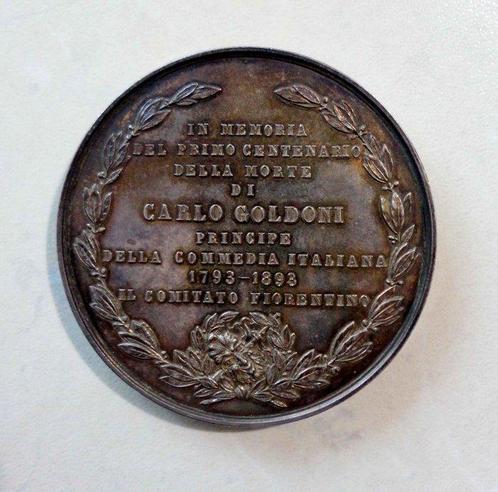 IN MEMORIA
DEL PRIMO CENTENARIO
DELLA MORTE
DI
CARLO GOLDONI
PRINCIPE
DELLA COMMEDIA ITALIANA
1793-1893
IL COMITATO FIORENTINO